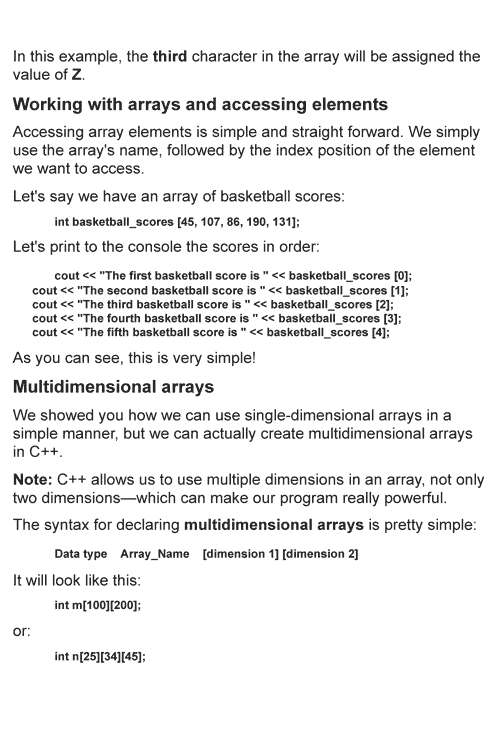 In this example, the third character in the array will be assigned the
value of Z.
Working with arrays and accessing elements
Accessing array elements is simple and straight forward. We simply
use the array's name, followed by the index position of the element
we want to access.
Let's say we have an array of basketball scores:
int basketball_scores [45, 107, 86, 190, 131];
Let's print to the console the scores in order:
cout << "The first basketball score is " << basketball_scores [0];
cout << "The second basketball score is " << basketball_scores [1];
cout << "The third basketball score is " << basketball_scores [2];
cout << "The fourth basketball score is " << basketball_scores [3];
cout << "The fifth basketball score is " << basketball_scores [4];
As you can see, this is very simple!
Multidimensional arrays
We showed you how we can use single-dimensional arrays in a
simple manner, but we can actually create multidimensional arrays
in C++.
Note: C++ allows us to use multiple dimensions in an array, not only
two dimensions—which can make our program really powerful.
The syntax for declaring multidimensional arrays is pretty simple:
Data type Array_Name [dimension 1] [dimension 2]
It will look like this:
int m[100][200];
or:
int n[25][34][45];